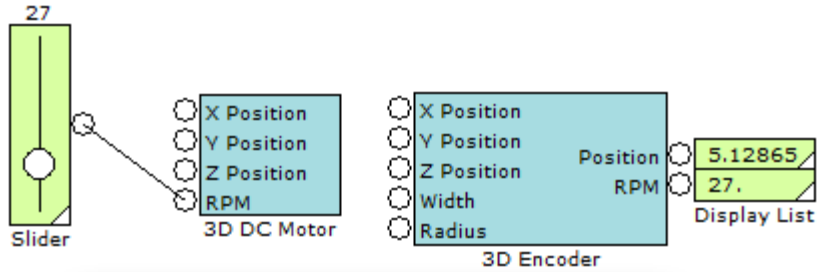 27
Slider
X Position
Y Position
Z Position
RPM
3D DC Motor
X Position
Y Position
Z Position
Width
Radius
Position
RPM
3D Encoder
5.12865
27.
Display List